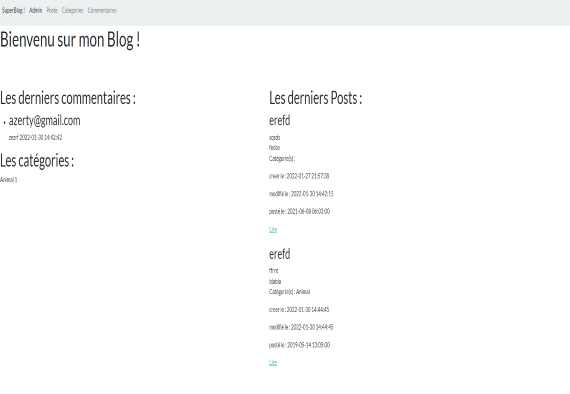 SuperBlog ! Admin Poste Categories Commentaires
Bienvenu sur mon Blog !
Les derniers commentaires :
azerty@gmail.com
zezrf 2022-01-30 14:42:42
Les catégories :
Animal 1
Les derniers Posts :
erefd
sqsds
fedse
Catégorie(s) :
creer le : 2022-01-27 21:57:38
modifié le : 2022-01-30 14:42:15
posté le : 2021-06-08 06:03:00
Lire
erefd
ffrre
blabla
Catégorie(s) : Animal
creer le : 2022-01-30 14:44:45
modifié le : 2022-01-30 14:44:45
posté le : 2019-05-14 13:05:00
Lire